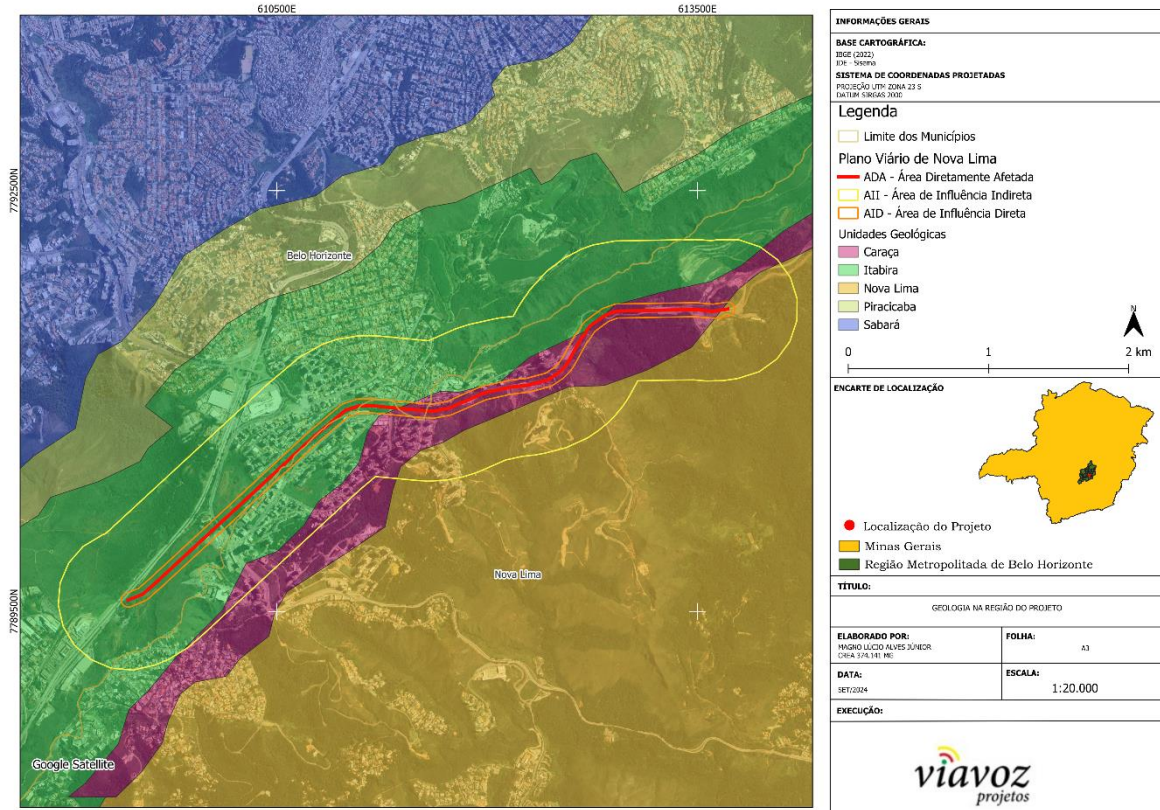 610500E
613500E
7792500N
7789500N
Belo Horizonte
Nova Lima
Google Satellite
INFORMAÇÕES GERAIS
BASE CARTOGRÁFICA:
IBGE (2022)
IDE - Sisema
SISTEMA DE COORDENADAS PROJETADAS
PROJEÇÃO UTM ZONA 23 S
DATUM SIRGAS 2000
Legenda
Limite dos Municípios
Plano Viário de Nova Lima
ADA - Área Diretamente Afetada
AII - Área de Influência Indireta
AID - Área de Influência Direta
Unidades Geológicas
Caraça
Itabira
Nova Lima
Piracicaba
Sabará
N
0 1 2 km
ENCARTE DE LOCALIZAÇÃO
Localização do Projeto
Minas Gerais
Região Metropolitada de Belo Horizonte
TÍTULO:
GEOLOGIA NA REGIÃO DO PROJETO
ELABORADO POR:
MAGNO LÚCIO ALVES JÚNIOR
CREA 374.141 MG
FOLHA:
A3
DATA:
SET/2024
ESCALA:
1:20.000
EXECUÇÃO:
viavoz
projetos